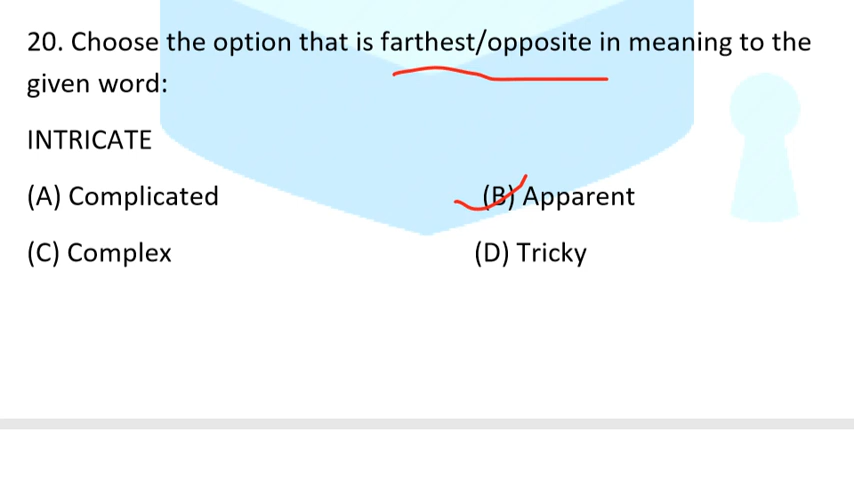 20. Choose the option that is farthest/opposite in meaning to the
given word:
INTRICATE
(A) Complicated (B) Apparent
(C) Complex (D) Tricky